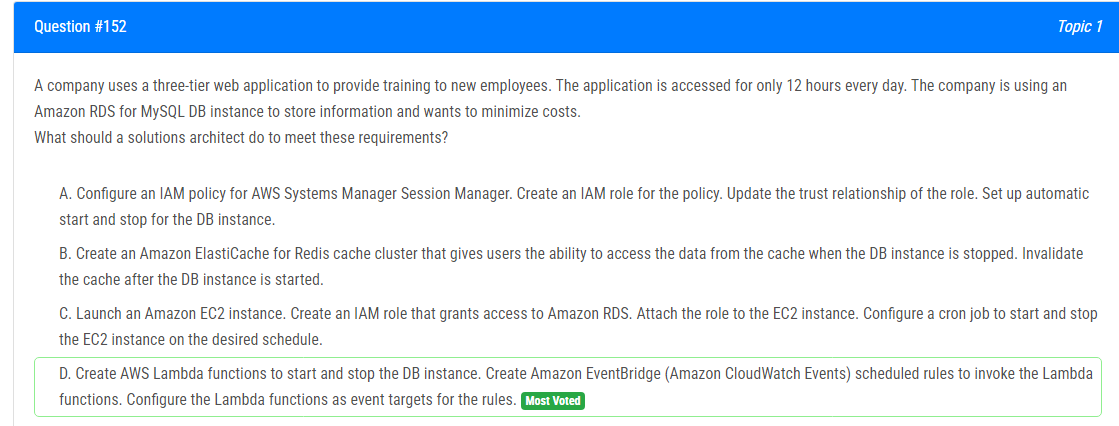 Question #152
Topic 1
A company uses a three-tier web application to provide training to new employees. The application is accessed for only 12 hours every day. The company is using an
Amazon RDS for MySQL DB instance to store information and wants to minimize costs.
What should a solutions architect do to meet these requirements?
A. Configure an IAM policy for AWS Systems Manager Session Manager. Create an IAM role for the policy. Update the trust relationship of the role. Set up automatic
start and stop for the DB instance.
B. Create an Amazon ElastiCache for Redis cache cluster that gives users the ability to access the data from the cache when the DB instance is stopped. Invalidate
the cache after the DB instance is started.
C. Launch an Amazon EC2 instance. Create an IAM role that grants access to Amazon RDS. Attach the role to the EC2 instance. Configure a cron job to start and stop
the EC2 instance on the desired schedule.
D. Create AWS Lambda functions to start and stop the DB instance. Create Amazon EventBridge (Amazon CloudWatch Events) scheduled rules to invoke the Lambda
functions. Configure the Lambda functions as event targets for the rules. Most Voted